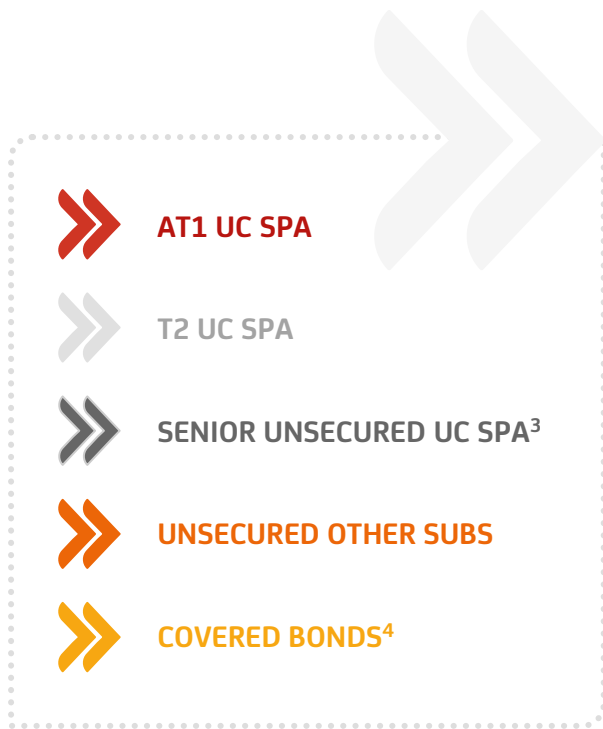 AT1 UC SPA
T2 UC SPA
SENIOR UNSECURED UC SPA³
UNSECURED OTHER SUBS
COVERED BONDS⁴